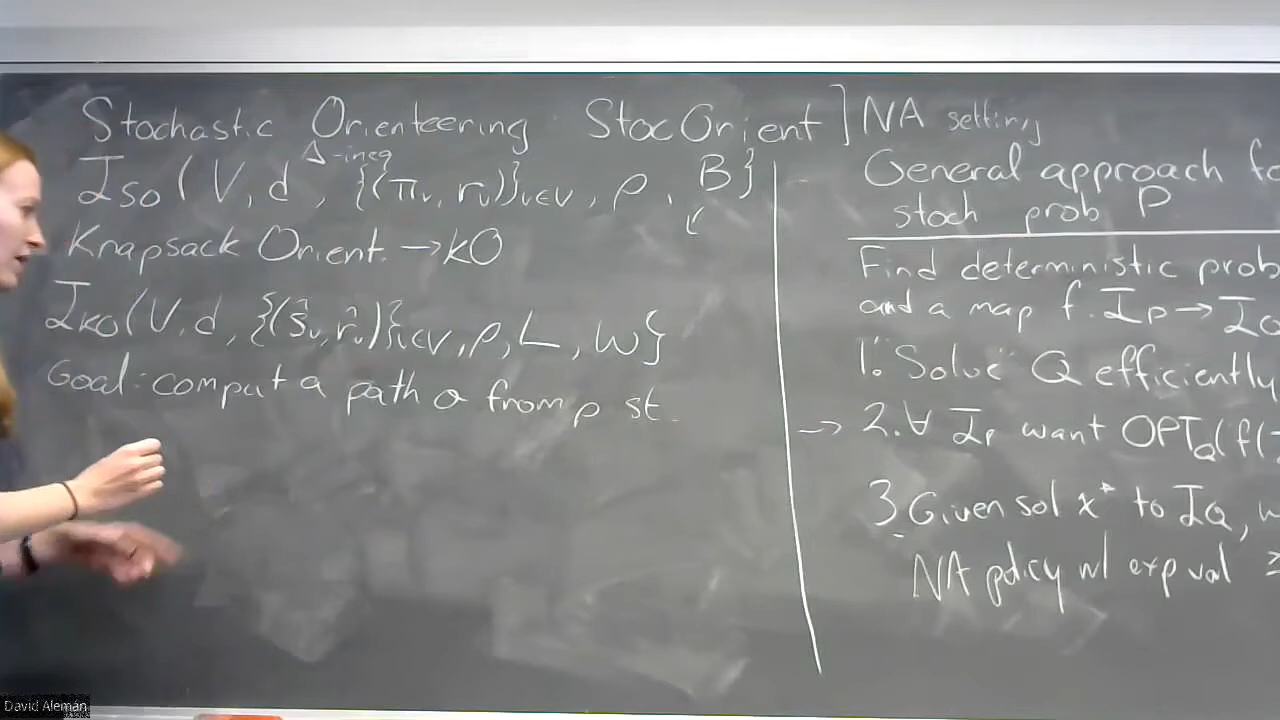 Stochastic Orienteering StocOrient ]
Δ-ineq
I_SO (V, d, {(π_v, r_v)}_{v∈V}, ρ, B}
↙
Knapsack Orient. → KO
I_KO (V, d, {(ŝ_v, r̂_v)}_{v∈V}, ρ, L, W}
Goal: comput a path σ from ρ st.
NA setting
General approach fo
stoch prob P
Find deterministic prob
and a map f: I_P → I_Q
1. "Solve" Q efficiently
→ 2. ∀ I_P want OPT_Q(f(I
3. Given sol x* to I_Q, w
NA policy w/ exp val ≥
David Aleman